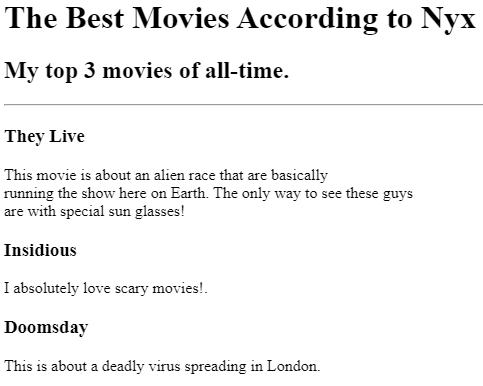 The Best Movies According to Nyx
My top 3 movies of all-time.
They Live
This movie is about an alien race that are basically
running the show here on Earth. The only way to see these guys
are with special sun glasses!
Insidious
I absolutely love scary movies!.
Doomsday
This is about a deadly virus spreading in London.